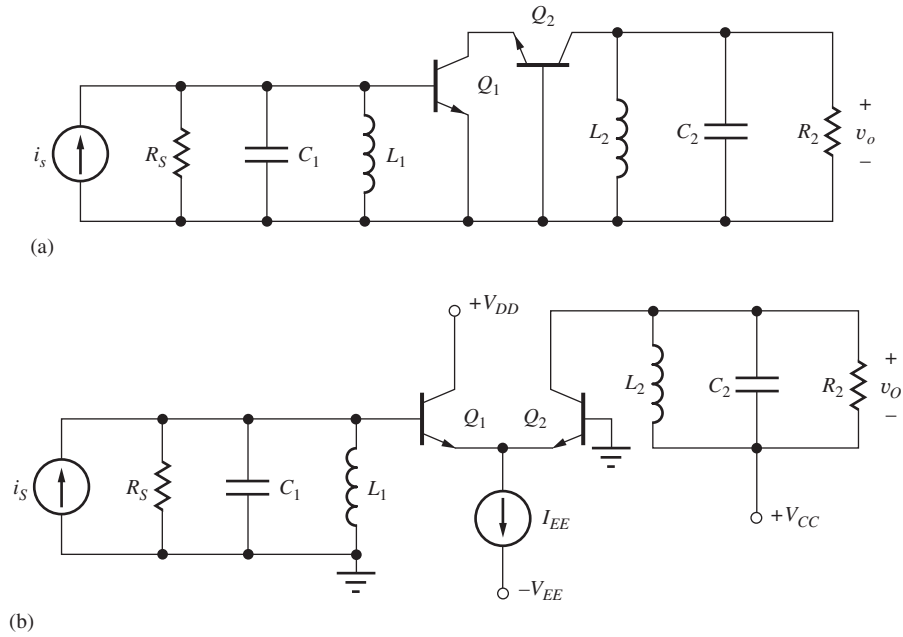 Q2
Q1
is
RS
C1
L1
L2
C2
R2
+
vo
−
(a)
+VDD
L2
C2
R2
+
vO
−
Q1
Q2
iS
RS
C1
L1
IEE
+VCC
−VEE
(b)